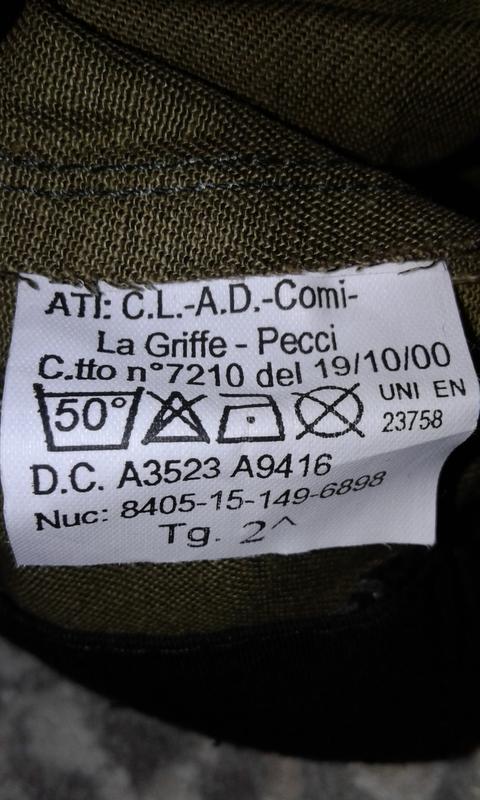 ATI: C.L.-A.D.-Comi-
La Griffe - Pecci
C.tto n°7210 del 19/10/00
50° UNI EN
23758
D.C. A3523 A9416
Nuc: 8405-15-149-6898
Tg. 2^